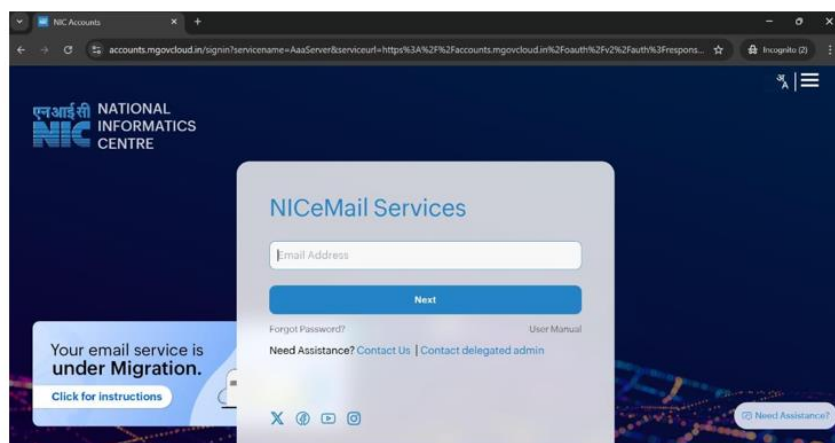 NIC Accounts
accounts.mgovcloud.in/signin?servicename=AaaServer&serviceurl=https%3A%2F%2Faccounts.mgovcloud.in%2Foauth%2Fv2%2Fauth%3Frespons...
Incognito (2)
एनआईसी NATIONAL
NIC INFORMATICS
CENTRE
अ
A
NICeMail Services
Email Address
Next
Forgot Password?
User Manual
Need Assistance? Contact Us | Contact delegated admin
Your email service is
under Migration.
Click for instructions
Need Assistance?